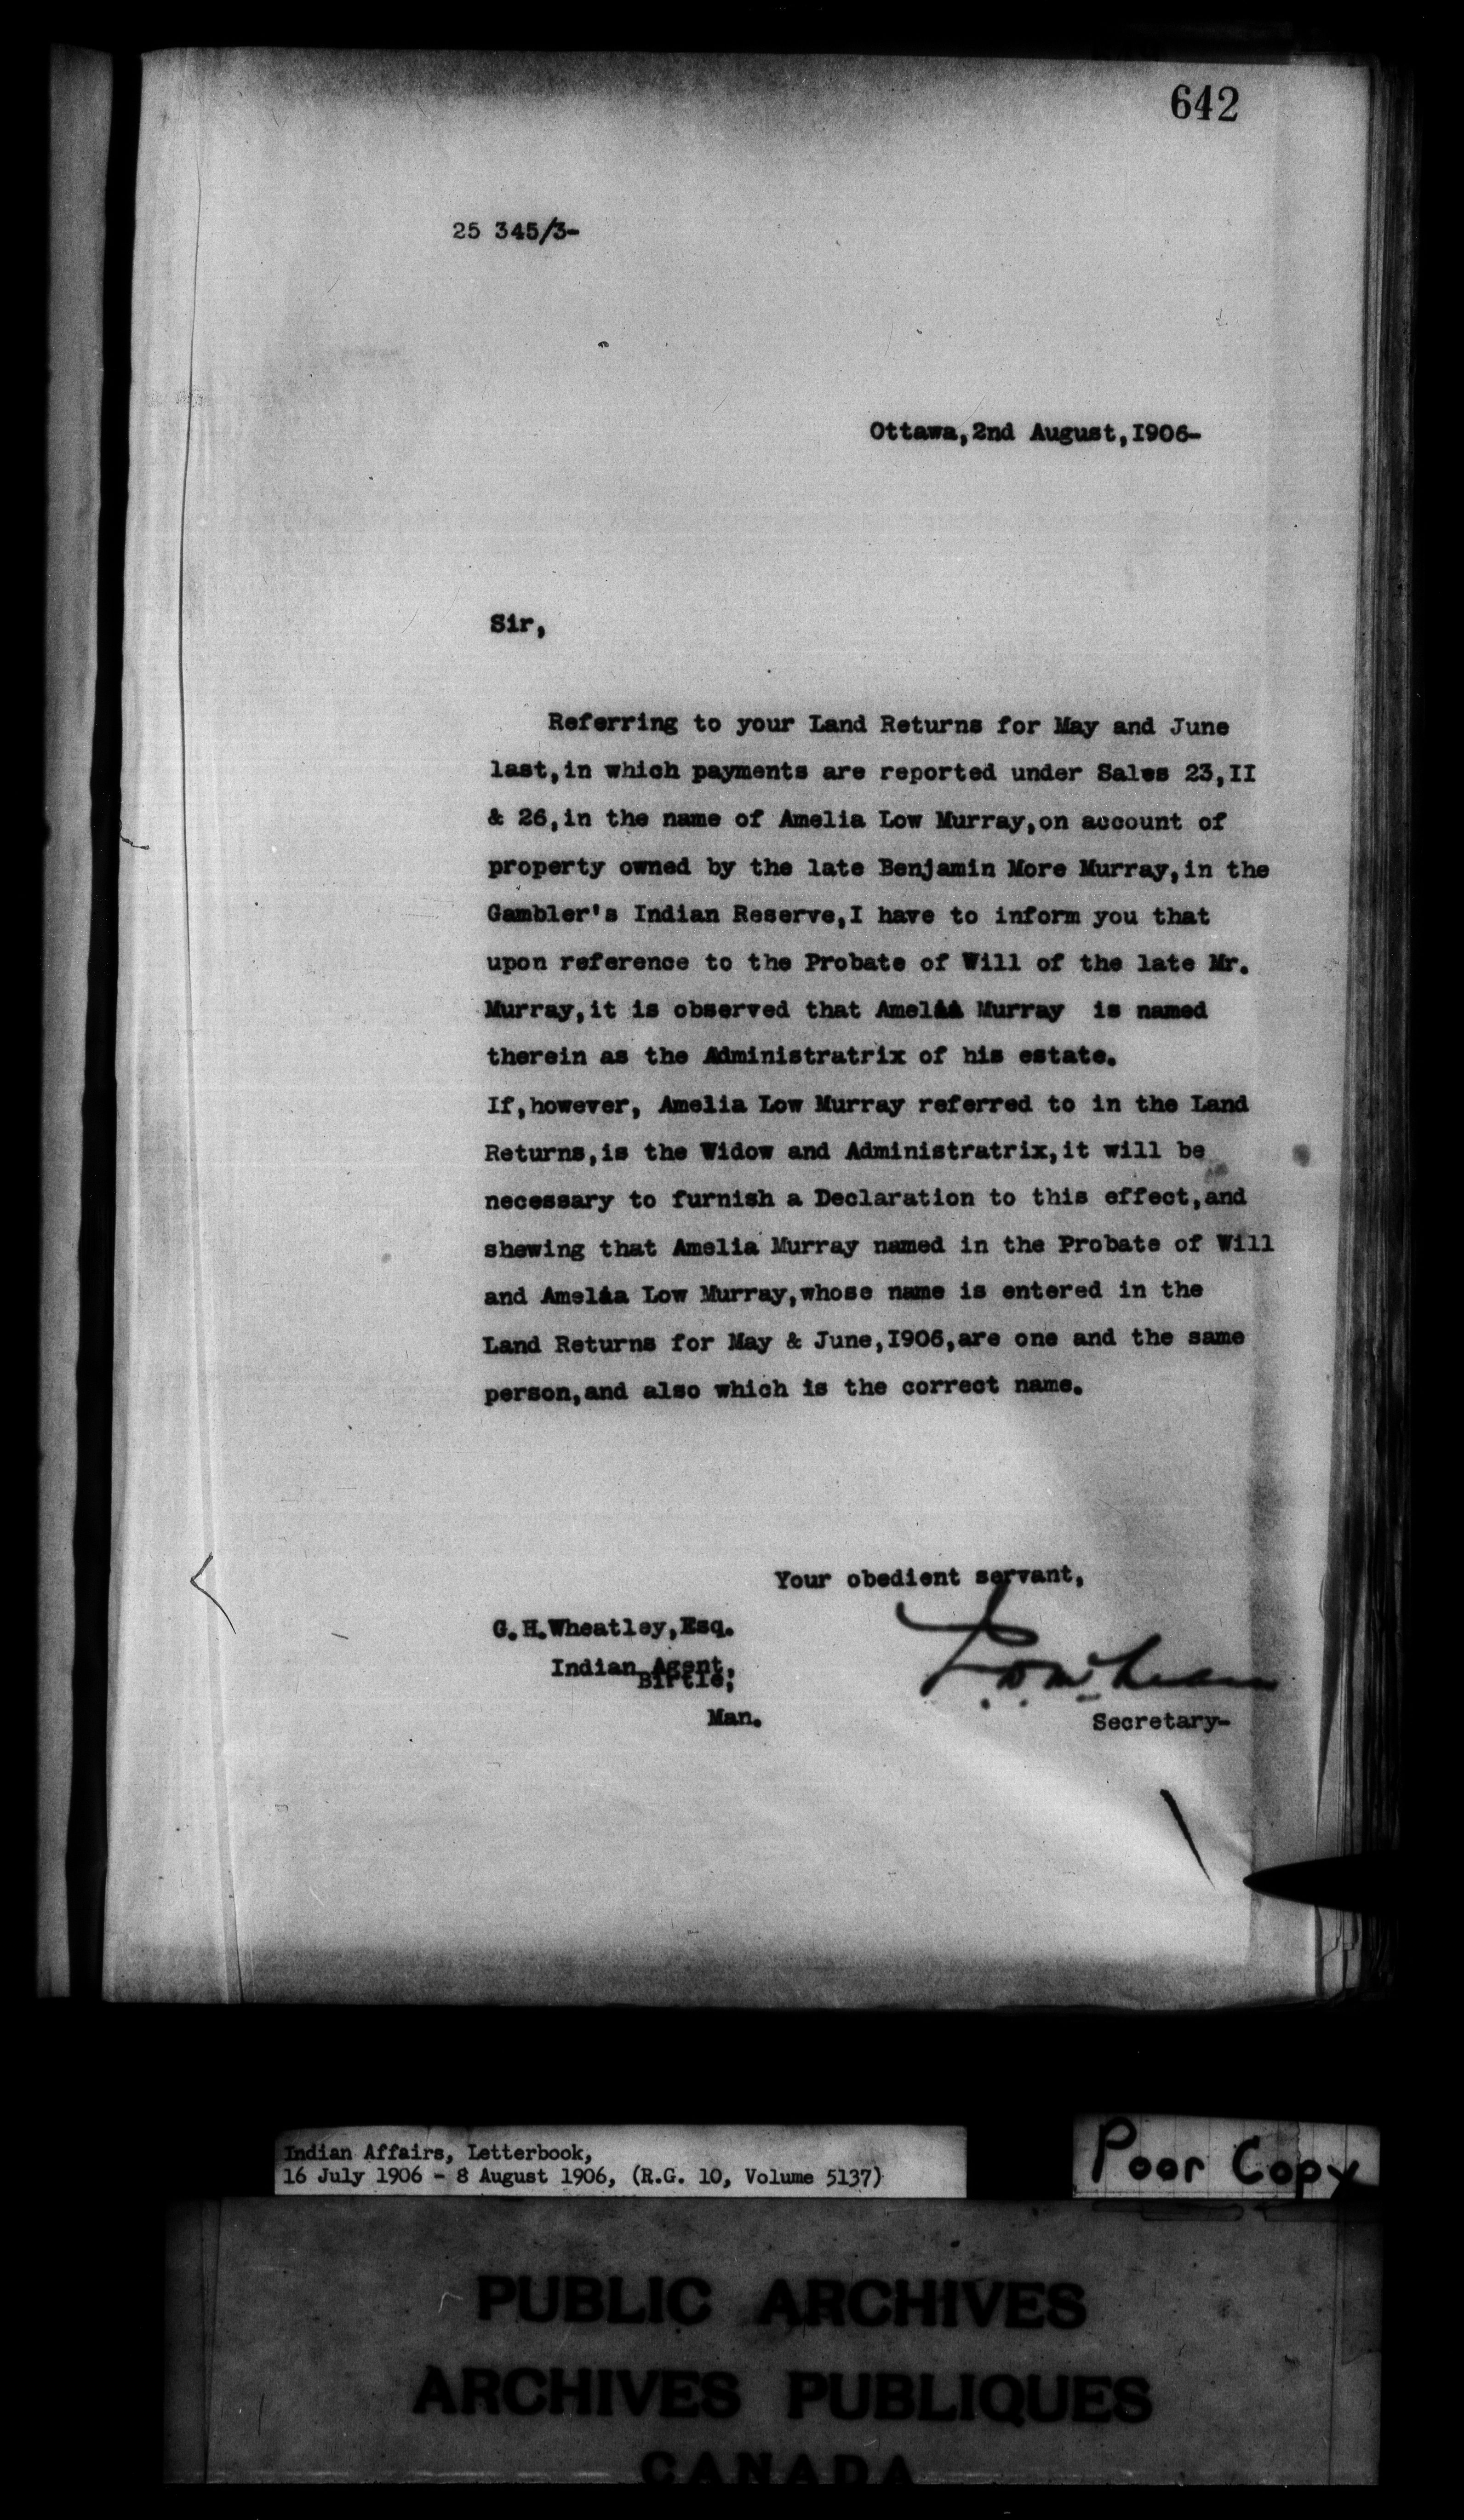 642
25 345/3-
Ottawa,2nd August,I906-
Sir,
Referring to your Land Returns for May and June
last,in which payments are reported under Sales 23,II
& 26,in the name of Amelia Low Murray,on account of
property owned by the late Benjamin More Murray,in the
Gambler's Indian Reserve,I have to inform you that
upon reference to the Probate of Will of the late Mr.
Murray,it is observed that Amelia Murray is named
therein as the Administratrix of his estate.
If,however, Amelia Low Murray referred to in the Land
Returns,is the Widow and Administratrix,it will be
necessary to furnish a Declaration to this effect,and
shewing that Amelia Murray named in the Probate of Will
and Amelia Low Murray,whose name is entered in the
Land Returns for May & June,I906,are one and the same
person,and also which is the correct name.
Your obedient servant,
G.H.Wheatley,Esq.
Indian Agent,
Birtle,
Man.
Secretary-
Indian Affairs, Letterbook,
16 July 1906 - 8 August 1906, (R.G. 10, Volume 5137)
Poor Copy
PUBLIC ARCHIVES
ARCHIVES PUBLIQUES
CANADA